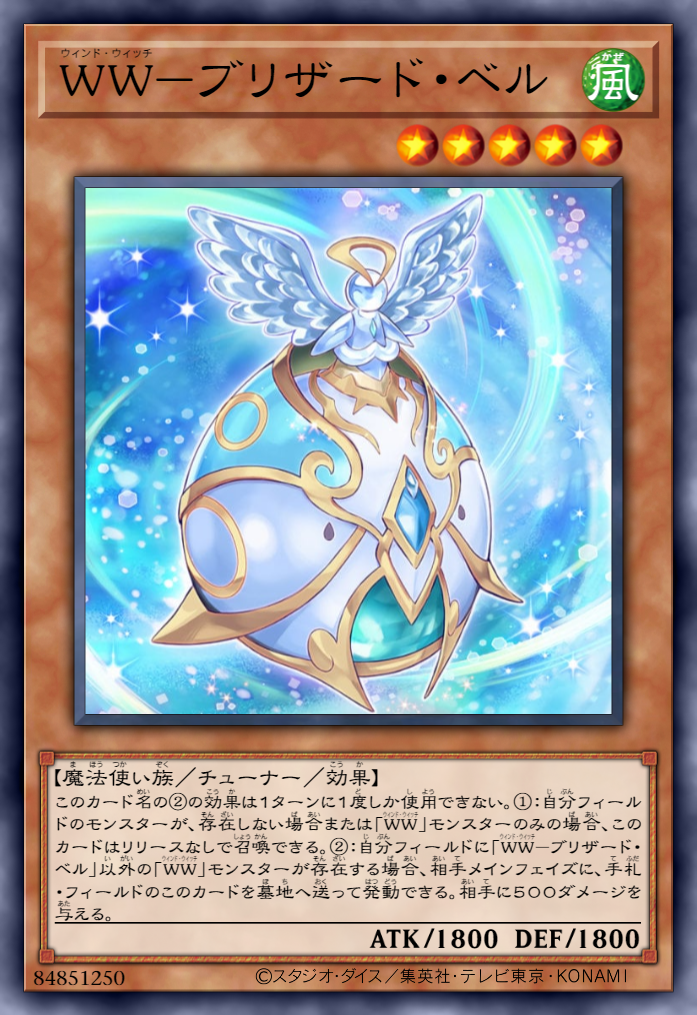 ウィンド・ウィッチ
WW－ブリザード・ベル
かぜ
風
【魔法使い族／チューナー／効果】
このカード名の②の効果は1ターンに1度しか使用できない。①：自分フィール
ドのモンスターが、存在しない場合または「WW」モンスターのみの場合、この
カードはリリースなしで召喚できる。②：自分フィールドに「WW－ブリザード・
ベル」以外の「WW」モンスターが存在する場合、相手メインフェイズに、手札
・フィールドのこのカードを墓地へ送って発動できる。相手に500ダメージを
与える。
ATK/1800 DEF/1800
84851250 ©スタジオ・ダイス／集英社・テレビ東京・KONAMI